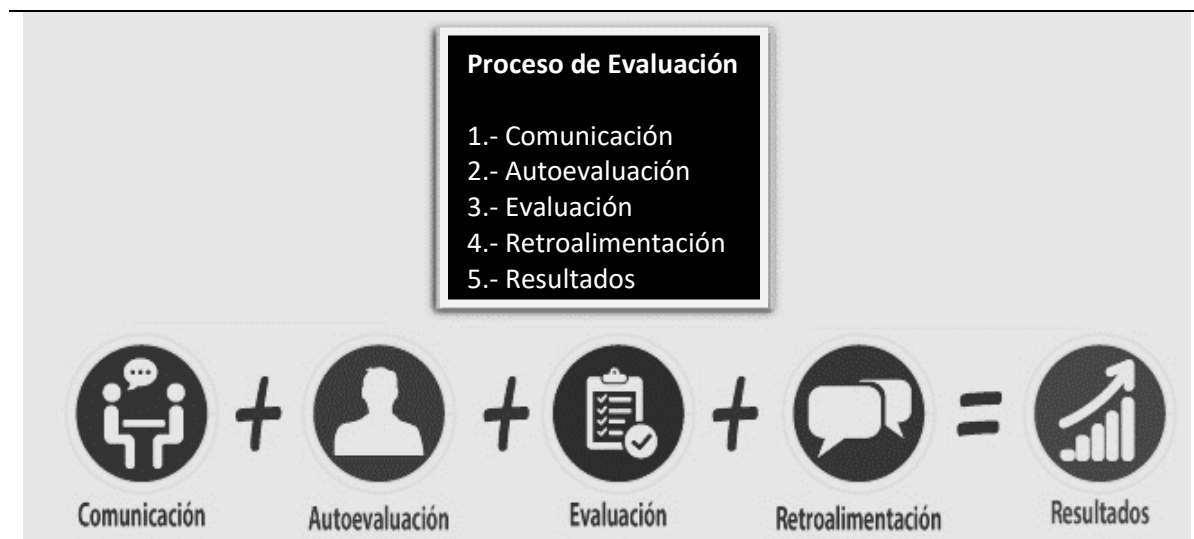 Proceso de Evaluación
1.- Comunicación
2.- Autoevaluación
3.- Evaluación
4.- Retroalimentación
5.- Resultados
Comunicación
Autoevaluación
Evaluación
Retroalimentación
Resultados